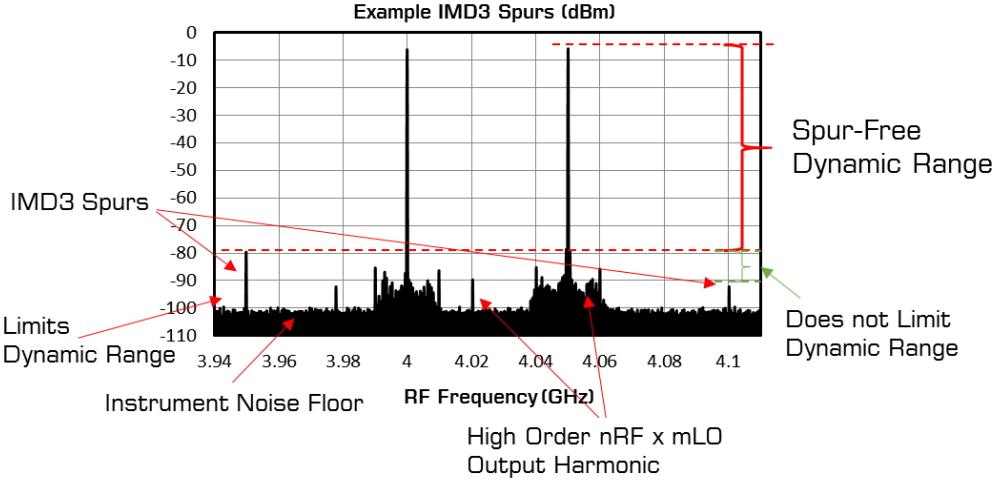 Example IMD3 Spurs (dBm)
0
-10
-20
-30
-40
-50
-60
-70
-80
-90
-100
-110
3.94 3.96 3.98 4 4.02 4.04 4.06 4.08 4.1
RF Frequency (GHz)
Spur-Free
Dynamic Range
IMD3 Spurs
Limits
Dynamic Range
Does not Limit
Dynamic Range
Instrument Noise Floor
High Order nRF x mLO
Output Harmonic